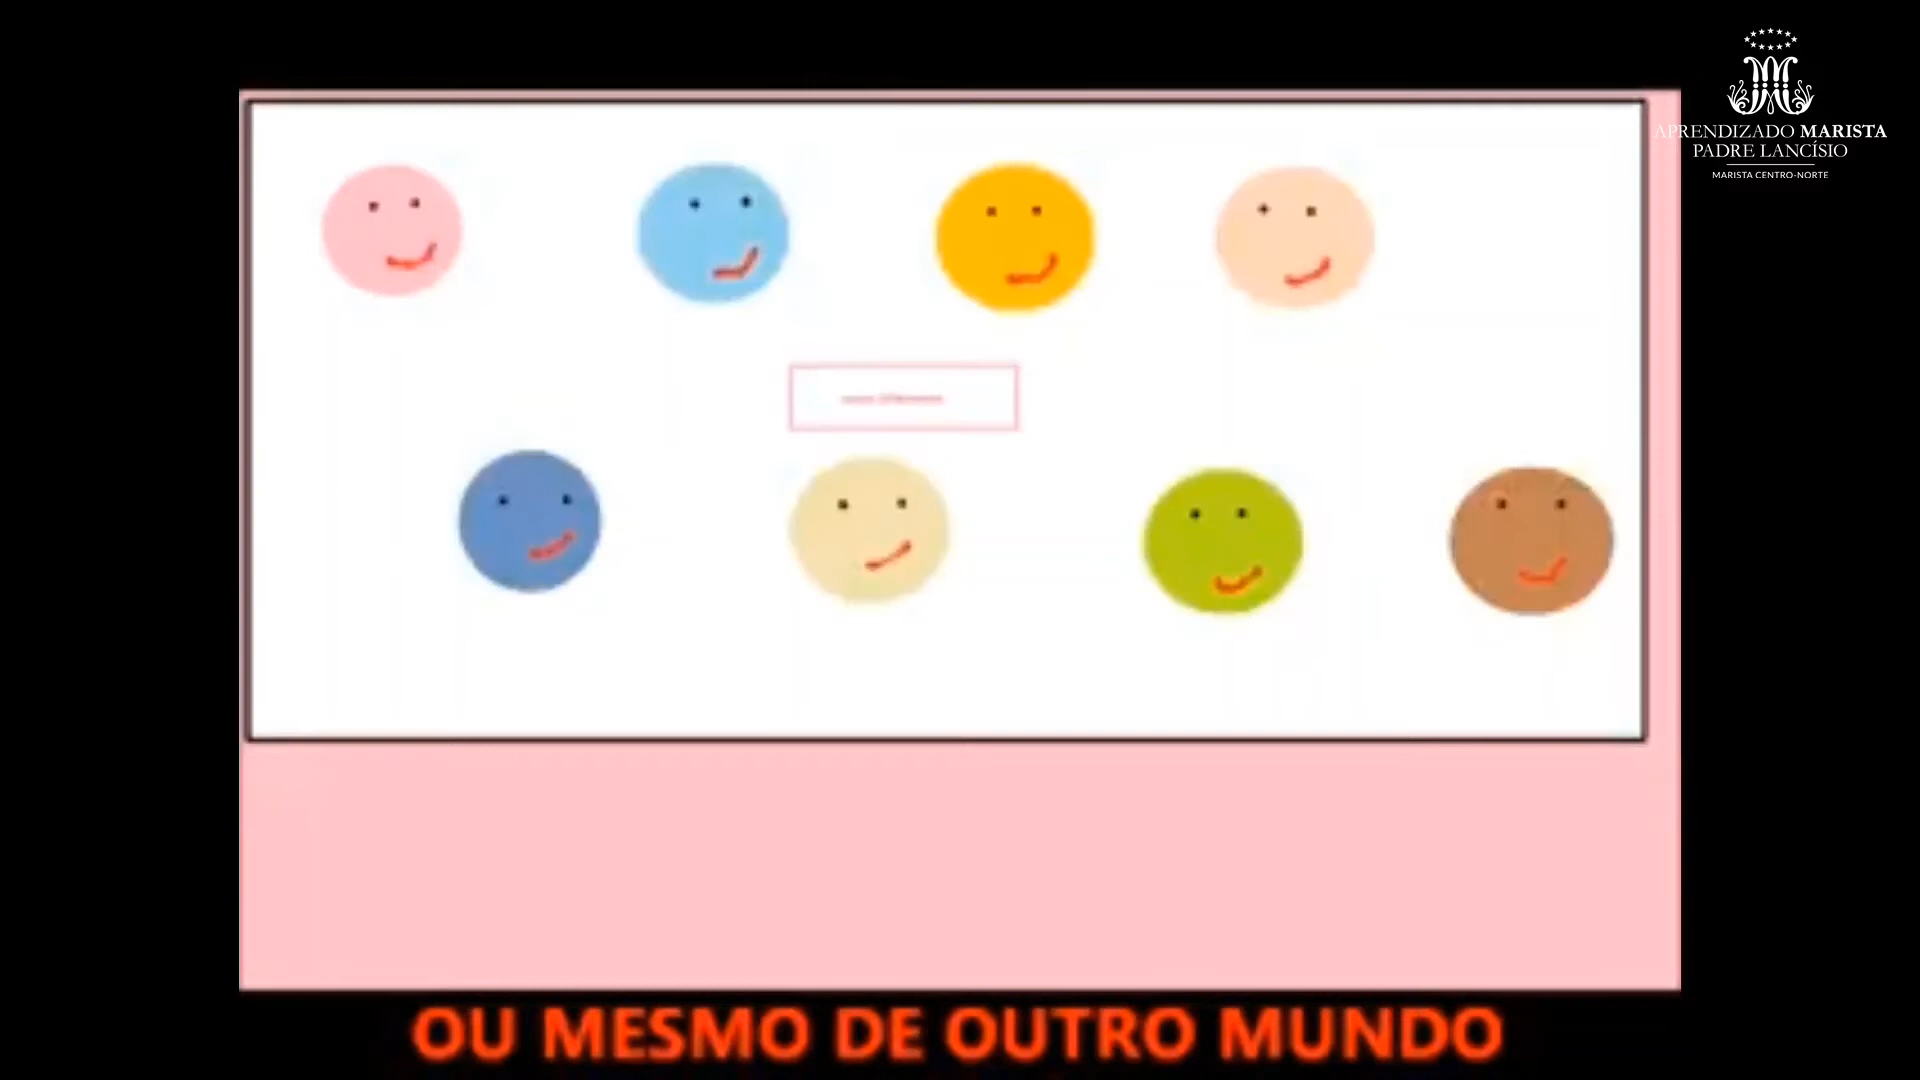 APRENDIZADO MARISTA
PADRE LANCÍSIO
MARISTA CENTRO-NORTE
OU MESMO DE OUTRO MUNDO